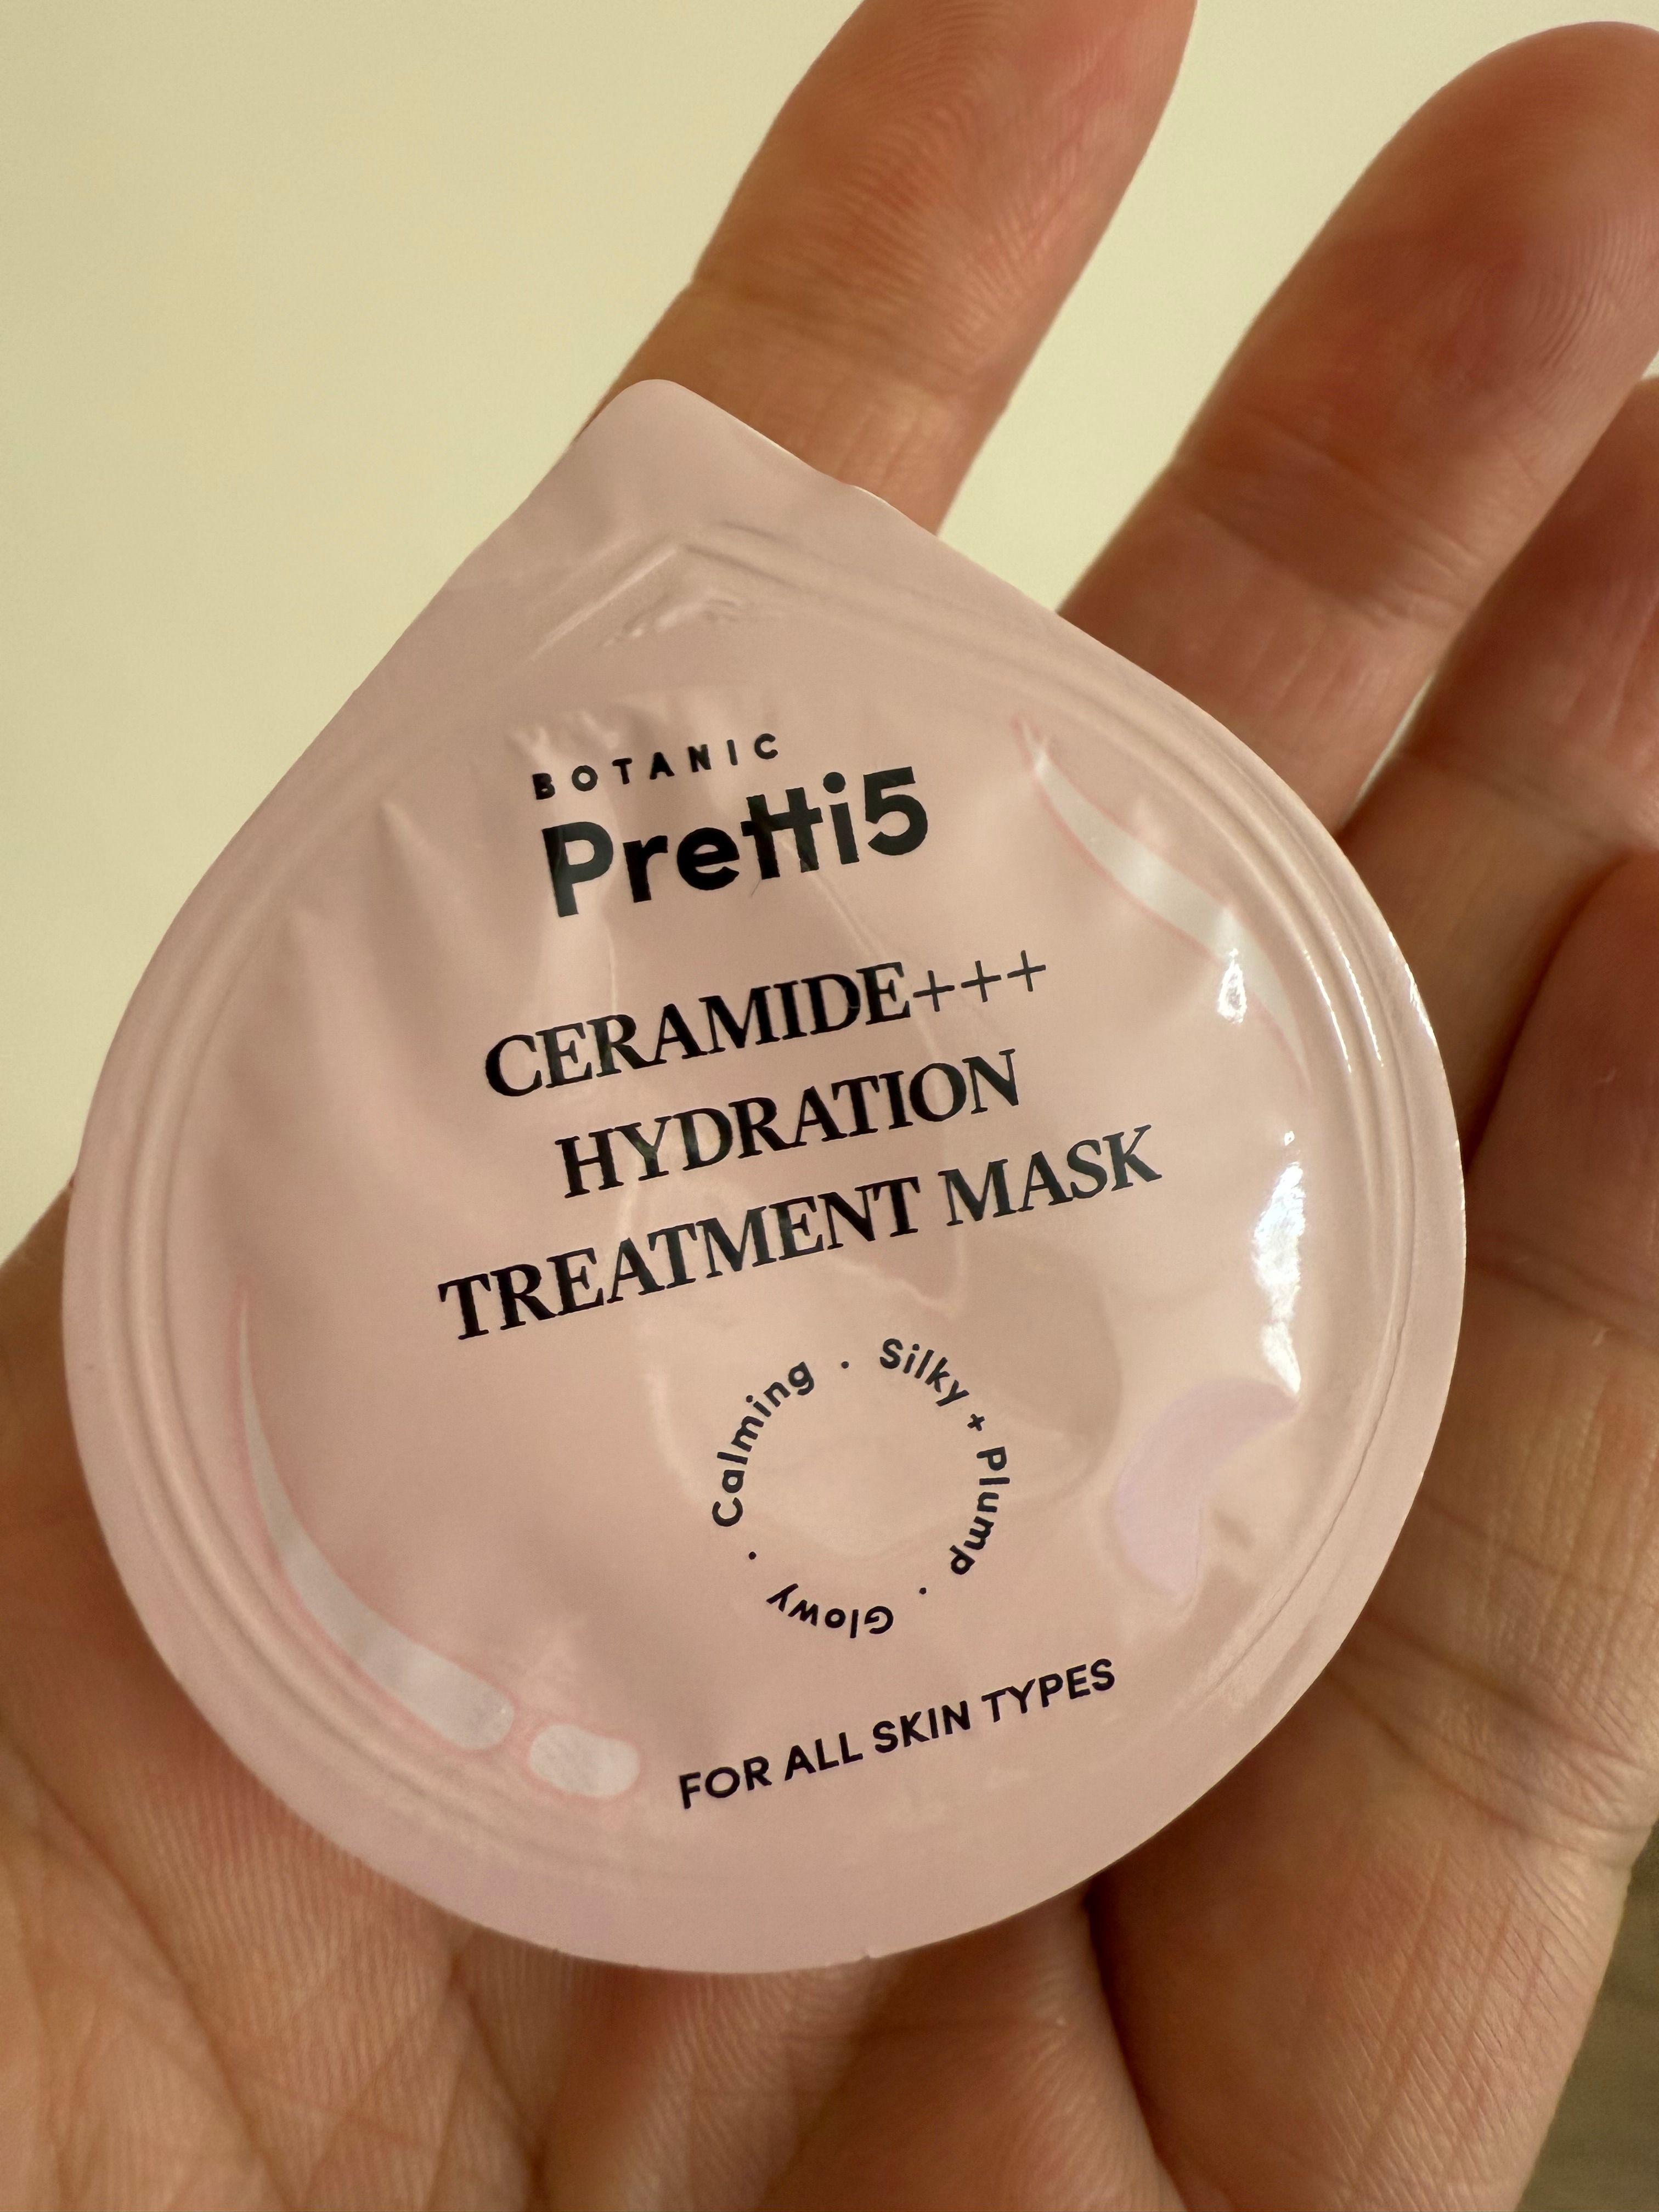 BOTANIC
Pretti5
CERAMIDE+++
HYDRATION
TREATMENT MASK
Calming · Silky + Plump · Glowy ·
FOR ALL SKIN TYPES